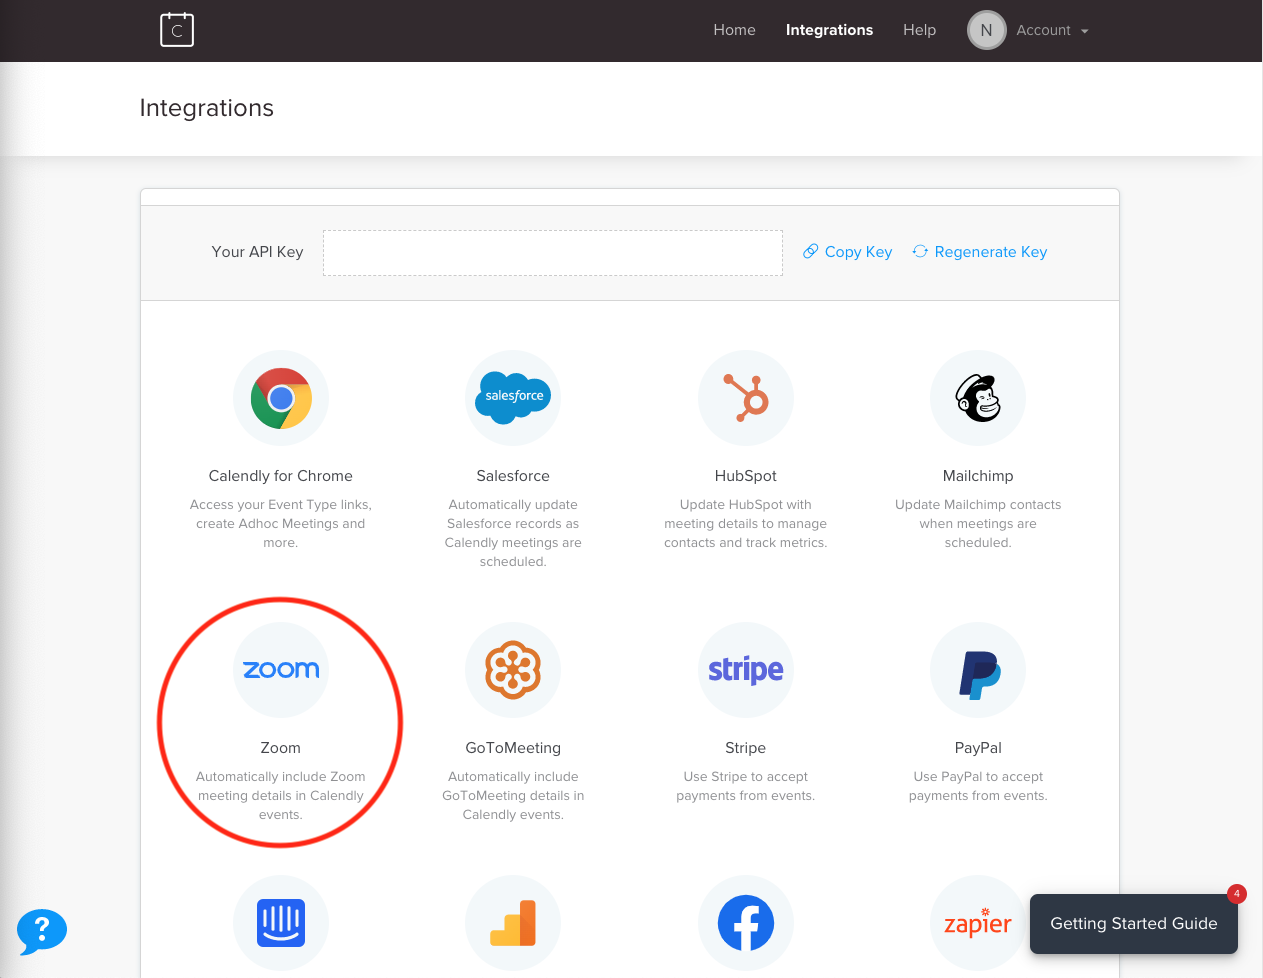 C
Home Integrations Help N Account
Integrations
Your API Key Copy Key Regenerate Key
salesforce
Calendly for Chrome
Access your Event Type links,
create Adhoc Meetings and
more.
Salesforce
Automatically update
Salesforce records as
Calendly meetings are
scheduled.
HubSpot
Update HubSpot with
meeting details to manage
contacts and track metrics.
Mailchimp
Update Mailchimp contacts
when meetings are
scheduled.
zoom
Zoom
Automatically include Zoom
meeting details in Calendly
events.
GoToMeeting
Automatically include
GoToMeeting details in
Calendly events.
stripe
Stripe
Use Stripe to accept
payments from events.
PayPal
Use PayPal to accept
payments from events.
zapier
?
4
Getting Started Guide